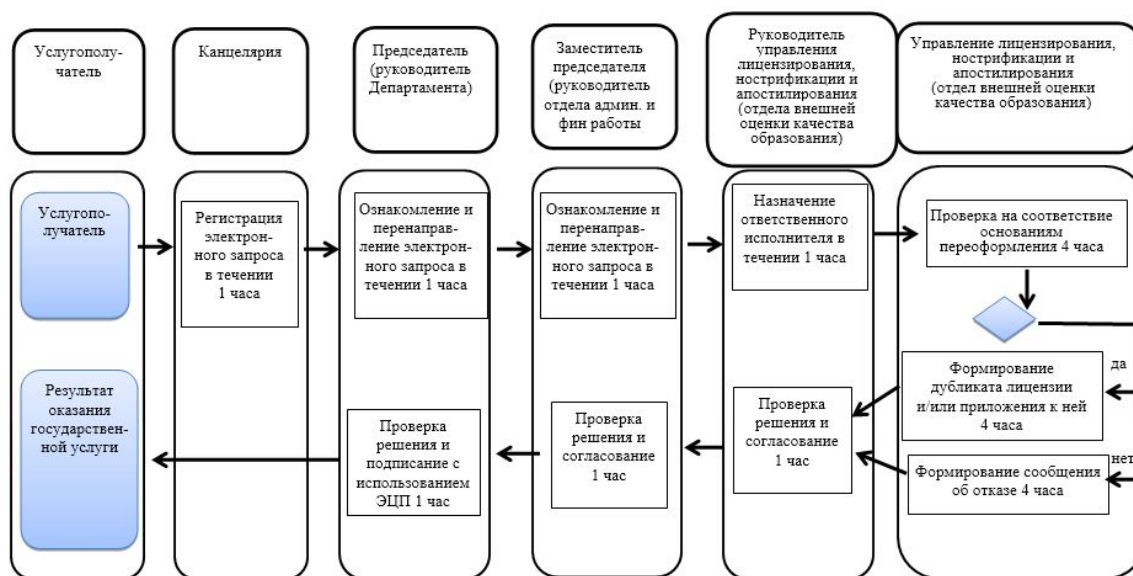 Услугополу-
чатель
Канцелярия
Председатель
(руководитель
Департамента)
Заместитель
председателя
(руководитель
отдела админ. и
фин работы
Руководитель
управления
лицензирования,
нострификации и
апостилирования
(отдела внешней
оценки качества
образования)
Управление лицензирования,
нострификации и
апостилирования
(отдел внешней оценки
качества образования)
Услугопо-
лучатель
Регистрация
электрон-
ного запроса
в течении
1 часа
Ознакомление и
перенаправ-
ление электрон-
ного запроса в
течении 1 часа
Ознакомление и
перенаправ-
ление электрон-
ного запроса в
течении 1 часа
Назначение
ответственного
исполнителя в
течении 1 часа
Проверка на соответствие
основаниям
переоформления 4 часа
да
Формирование
дубликата лицензии
и/или приложения к ней
4 часа
нет
Формирование сообщения
об отказе 4 часа
Проверка
решения и
согласование
1 час
Проверка
решения и
согласование
1 час
Проверка
решения и
подписание с
использованием
ЭЦП 1 час
Результат
оказания
государствен-
ной услуги